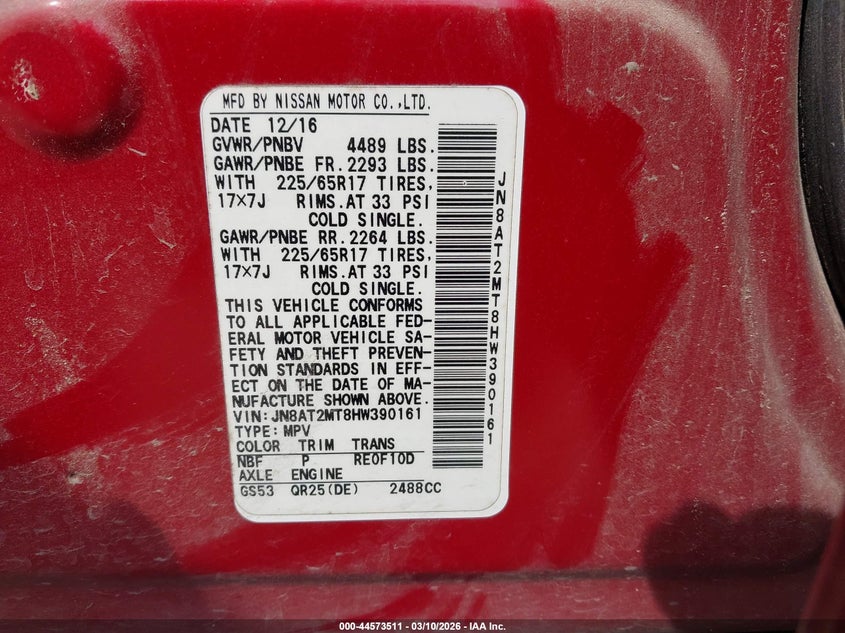 MFD BY NISSAN MOTOR CO.,LTD.
DATE 12/16
GVWR/PNBV 4489 LBS.
GAWR/PNBE FR.2293 LBS.
WITH 225/65R17 TIRES,
17×7J RIMS.AT 33 PSI
COLD SINGLE.
GAWR/PNBE RR.2264 LBS.
WITH 225/65R17 TIRES,
17×7J RIMS.AT 33 PSI
COLD SINGLE.
THIS VEHICLE CONFORMS
TO ALL APPLICABLE FED-
ERAL MOTOR VEHICLE SA-
FETY AND THEFT PREVEN-
TION STANDARDS IN EFF-
ECT ON THE DATE OF MA-
NUFACTURE SHOWN ABOVE.
VIN:JN8AT2MT8HW390161
TYPE:MPV
COLOR TRIM TRANS
NBF P RE0F10D
AXLE ENGINE
GS53 QR25(DE) 2488CC
JN8AT2MT8HW390161
000-44573511 - 03/10/2026 - IAA Inc.